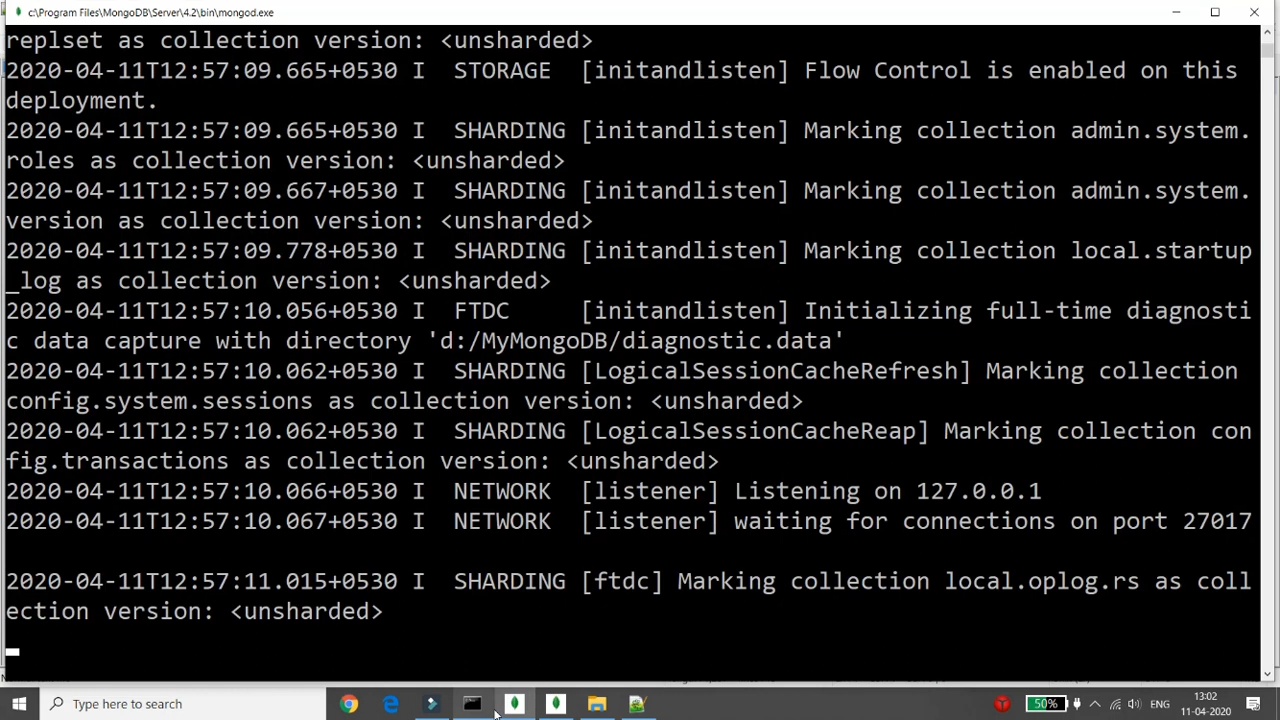 c:\Program Files\MongoDB\Server\4.2\bin\mongod.exe
replset as collection version: <unsharded>
2020-04-11T12:57:09.665+0530 I  STORAGE  [initandlisten] Flow Control is enabled on this
deployment.
2020-04-11T12:57:09.665+0530 I  SHARDING [initandlisten] Marking collection admin.system.
roles as collection version: <unsharded>
2020-04-11T12:57:09.667+0530 I  SHARDING [initandlisten] Marking collection admin.system.
version as collection version: <unsharded>
2020-04-11T12:57:09.778+0530 I  SHARDING [initandlisten] Marking collection local.startup
_log as collection version: <unsharded>
2020-04-11T12:57:10.056+0530 I  FTDC     [initandlisten] Initializing full-time diagnosti
c data capture with directory 'd:/MyMongoDB/diagnostic.data'
2020-04-11T12:57:10.062+0530 I  SHARDING [LogicalSessionCacheRefresh] Marking collection
config.system.sessions as collection version: <unsharded>
2020-04-11T12:57:10.062+0530 I  SHARDING [LogicalSessionCacheReap] Marking collection con
fig.transactions as collection version: <unsharded>
2020-04-11T12:57:10.066+0530 I  NETWORK  [listener] Listening on 127.0.0.1
2020-04-11T12:57:10.067+0530 I  NETWORK  [listener] waiting for connections on port 27017
2020-04-11T12:57:11.015+0530 I  SHARDING [ftdc] Marking collection local.oplog.rs as coll
ection version: <unsharded>
Type here to search
50%
ENG
13:02
11-04-2020